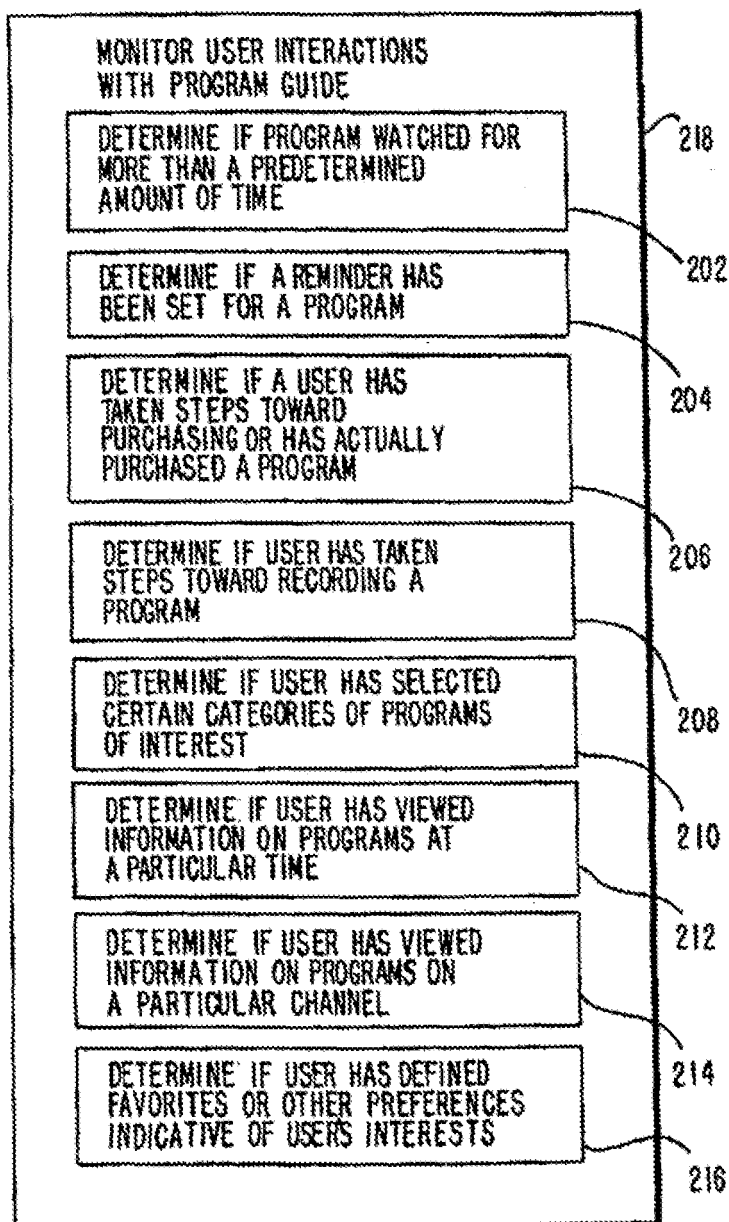 MONITOR USER INTERACTIONS
WITH PROGRAM GUIDE
218
DETERMINE IF PROGRAM WATCHED FOR
MORE THAN A PREDETERMINED
AMOUNT OF TIME
202
DETERMINE IF A REMINDER HAS
BEEN SET FOR A PROGRAM
204
DETERMINE IF A USER HAS
TAKEN STEPS TOWARD
PURCHASING OR HAS ACTUALLY
PURCHASED A PROGRAM
206
DETERMINE IF USER HAS TAKEN
STEPS TOWARD RECORDING A
PROGRAM
208
DETERMINE IF USER HAS SELECTED
CERTAIN CATEGORIES OF PROGRAMS
OF INTEREST
210
DETERMINE IF USER HAS VIEWED
INFORMATION ON PROGRAMS AT
A PARTICULAR TIME
212
DETERMINE IF USER HAS VIEWED
INFORMATION ON PROGRAMS ON
A PARTICULAR CHANNEL
214
DETERMINE IF USER HAS DEFINED
FAVORITES OR OTHER PREFERENCES
INDICATIVE OF USERS INTERESTS
216